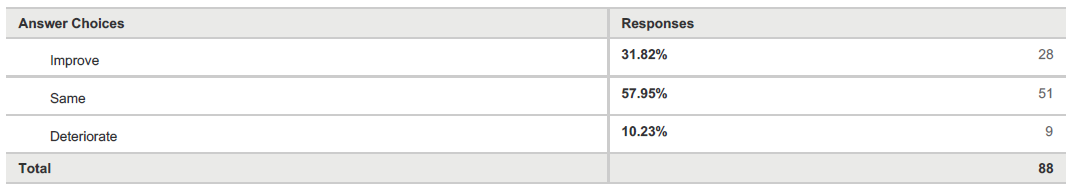 Answer Choices Responses
Improve 31.82% 28
Same 57.95% 51
Deteriorate 10.23% 9
Total 88